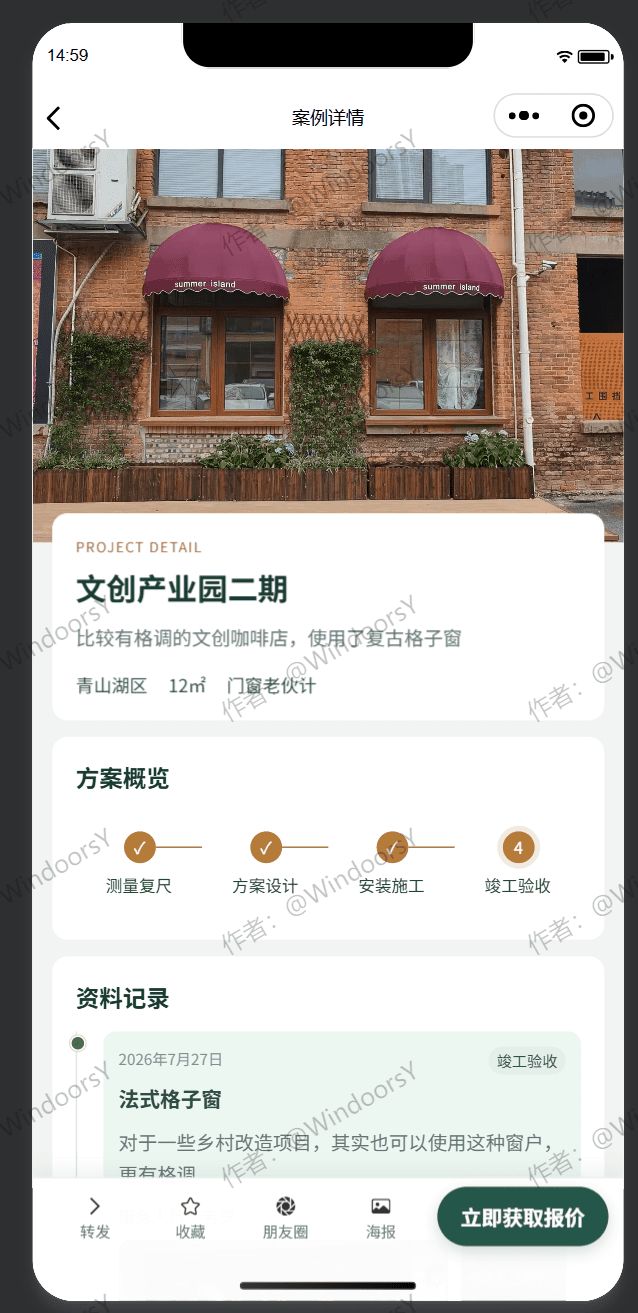 14:59
案例详情
summer island
summer island
工 围 挡
PROJECT DETAIL
文创产业园二期
比较有格调的文创咖啡店，使用了复古格子窗
青山湖区 12㎡ 门窗老伙计
方案概览
4
测量复尺 方案设计 安装施工 竣工验收
资料记录
2026年7月27日 竣工验收
法式格子窗
对于一些乡村改造项目，其实也可以使用这种窗户，
更有格调
转发 收藏 朋友圈 海报 立即获取报价
作者：@WindoorsY